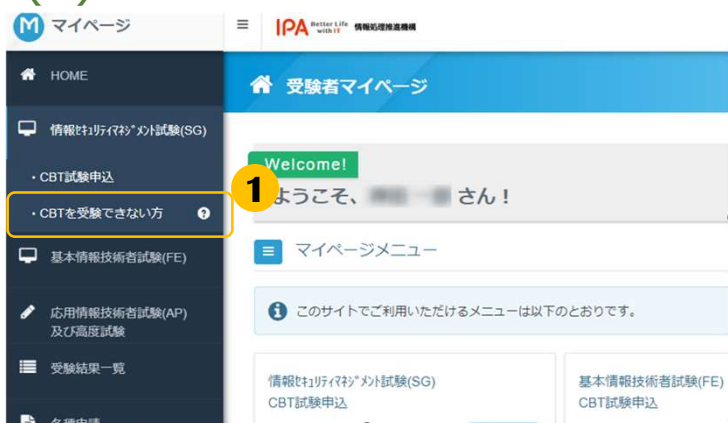 M マイページ
IPA Better Life with IT 情報処理推進機構
HOME
受験者マイページ
情報ｾｷｭﾘﾃｨﾏﾈｼﾞﾒﾝﾄ試験(SG)
・CBT試験申込
・CBTを受験できない方 ?
1
Welcome!
ようこそ、
さん！
マイページメニュー
基本情報技術者試験(FE)
応用情報技術者試験(AP)
及び高度試験
このサイトでご利用いただけるメニューは以下のとおりです。
受験結果一覧
情報ｾｷｭﾘﾃｨﾏﾈｼﾞﾒﾝﾄ試験(SG)
CBT試験申込
基本情報技術者試験(FE)
CBT試験申込
各種申請